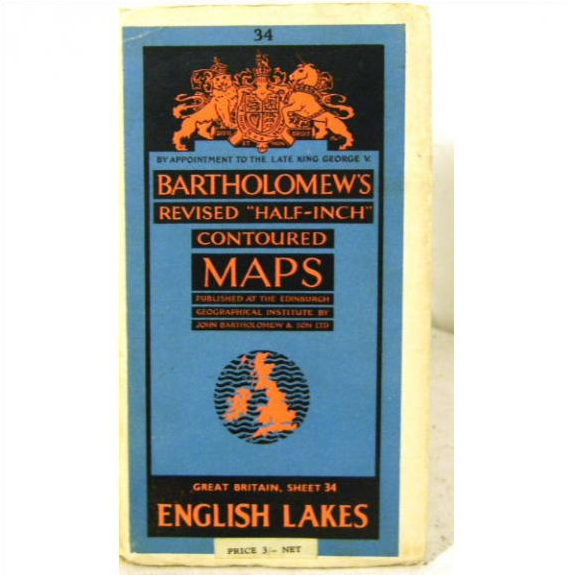 34
BY APPOINTMENT TO THE LATE KING GEORGE V.
BARTHOLOMEW'S
REVISED "HALF-INCH"
CONTOURED
MAPS
PUBLISHED AT THE EDINBURGH
GEOGRAPHICAL INSTITUTE BY
JOHN BARTHOLOMEW & SON LTD
GREAT BRITAIN, SHEET 34
ENGLISH LAKES
PRICE 3/- NET